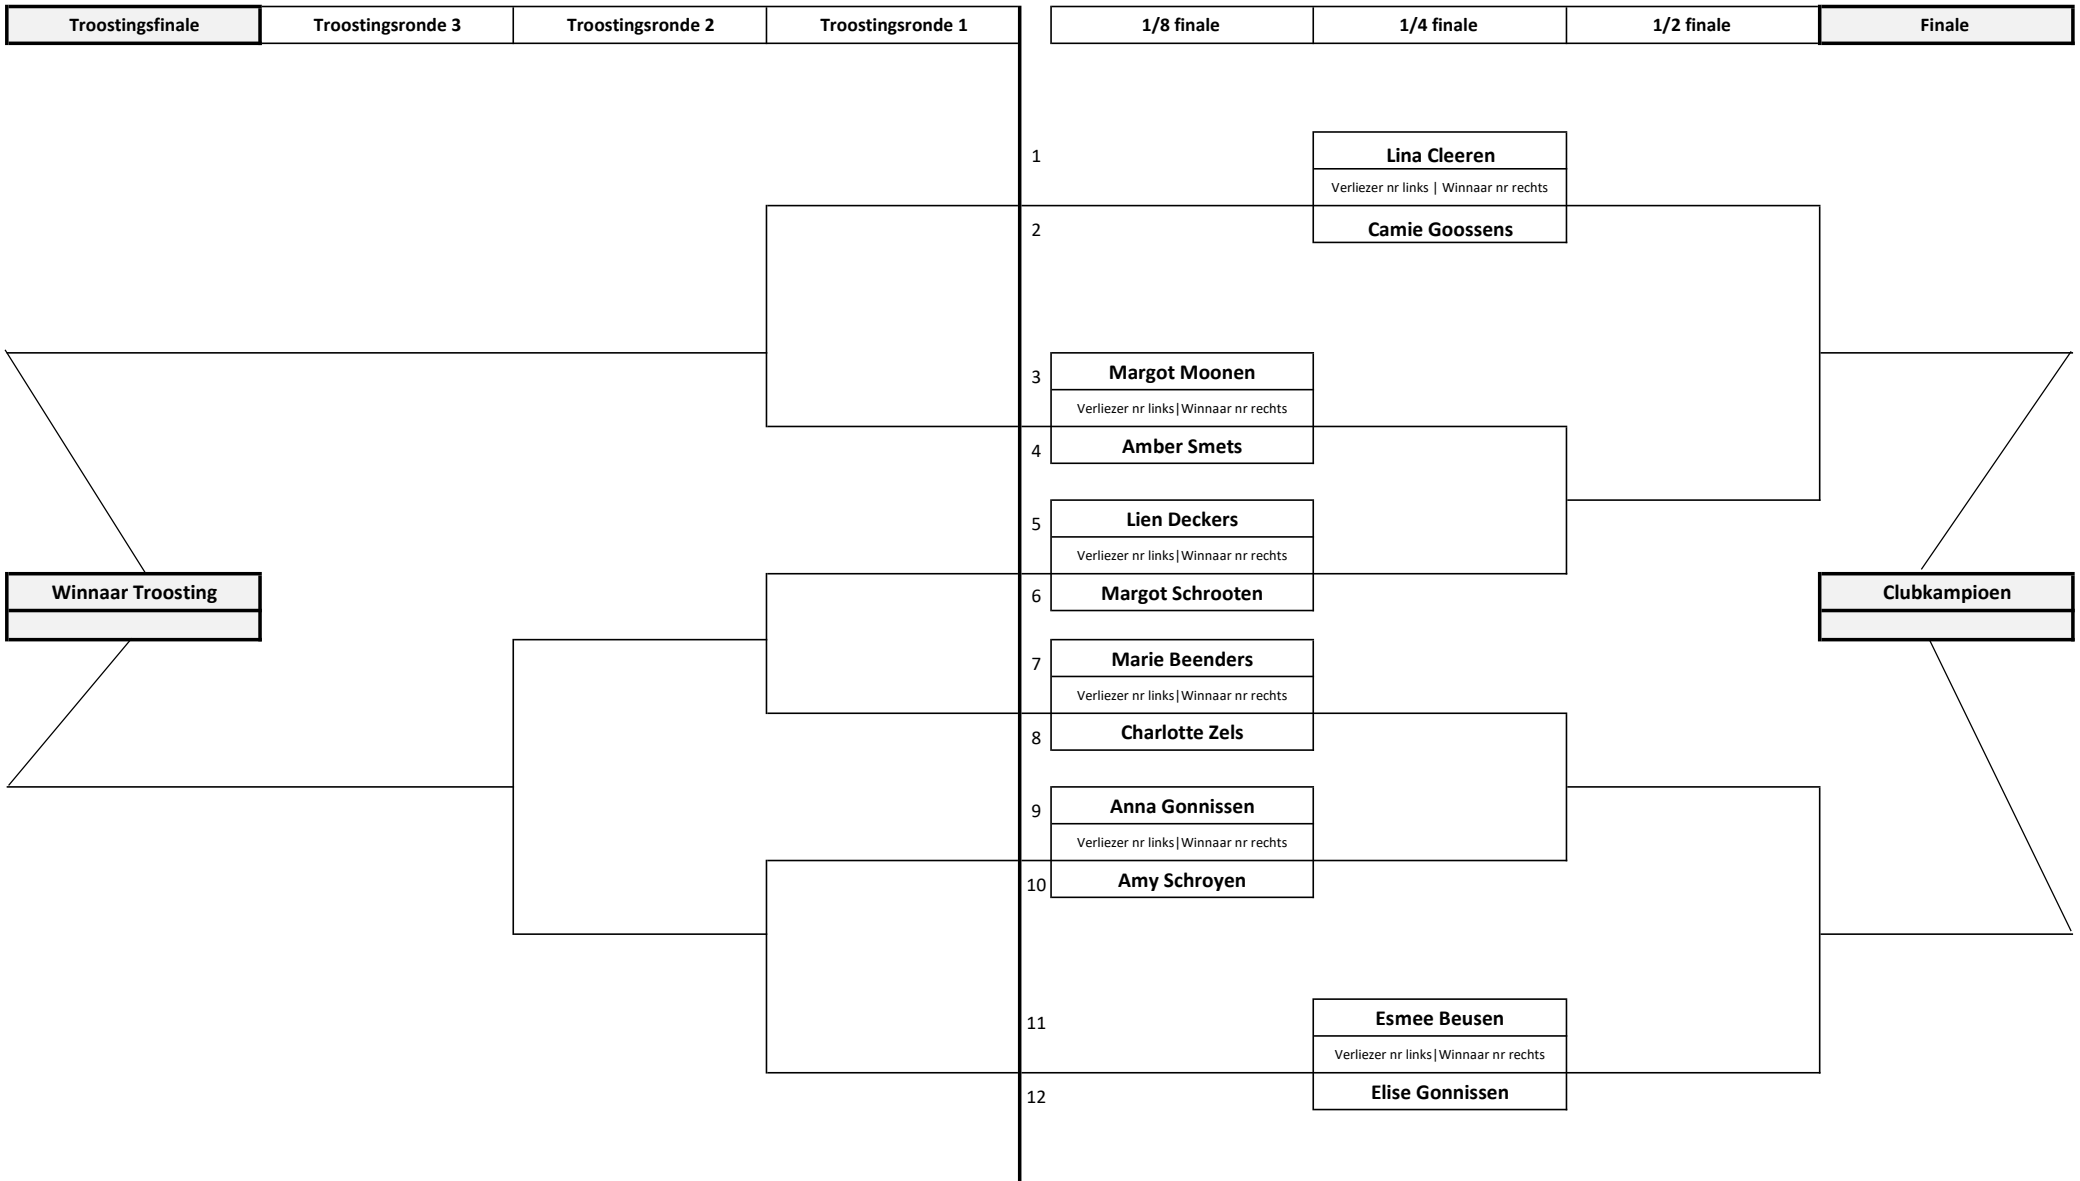 Troostingsfinale Troostingsronde 3 Troostingsronde 2 Troostingsronde 1 1/8 finale 1/4 finale 1/2 finale Finale
1 Lina Cleeren
Verliezer nr links | Winnaar nr rechts
2 Camie Goossens
3 Margot Moonen
Verliezer nr links|Winnaar nr rechts
4 Amber Smets
5 Lien Deckers
Verliezer nr links|Winnaar nr rechts
Winnaar Troosting 6 Margot Schrooten Clubkampioen
7 Marie Beenders
Verliezer nr links|Winnaar nr rechts
8 Charlotte Zels
9 Anna Gonnissen
Verliezer nr links|Winnaar nr rechts
10 Amy Schroyen
11 Esmee Beusen
Verliezer nr links|Winnaar nr rechts
12 Elise Gonnissen